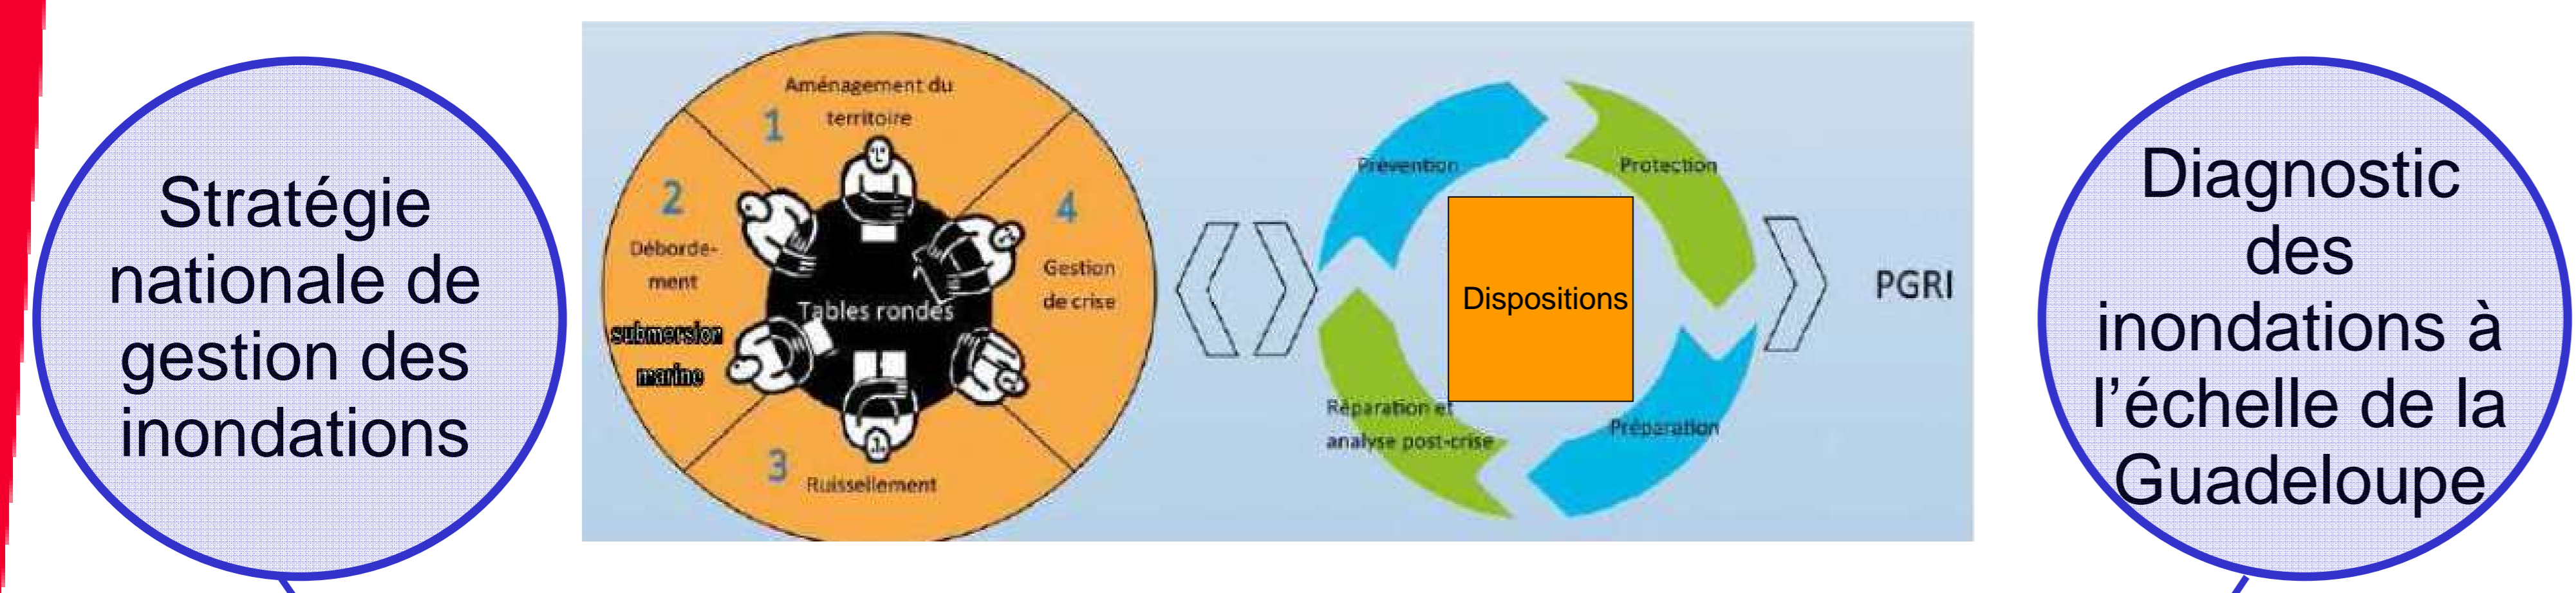 Stratégie
nationale de
gestion des
inondations
1
Aménagement du
territoire
2
Déborde-
ment
submersion
marine
3
Ruissellement
4
Gestion
de crise
Tables rondes
Prévention
Protection
Dispositions
Réparation et
analyse post-crise
Préparation
PGRI
Diagnostic
des
inondations à
l’échelle de la
Guadeloupe